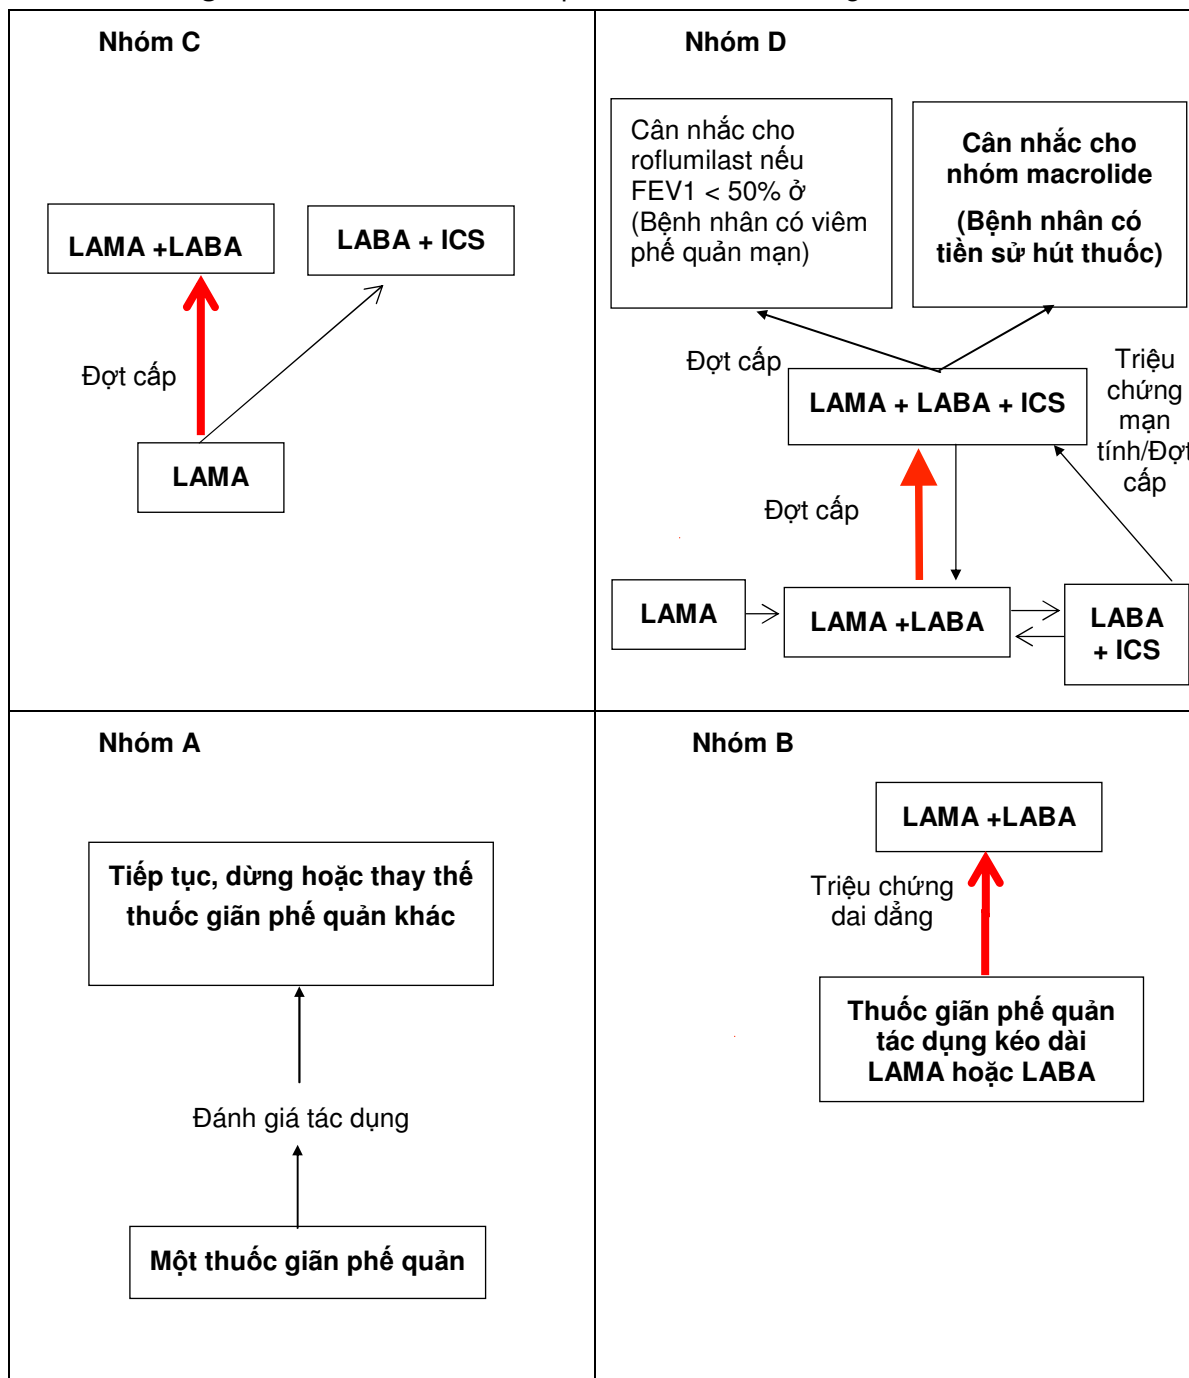 Nhóm C
LAMA +LABA
LABA + ICS
Đợt cấp
LAMA
Nhóm D
Cân nhắc cho
roflumilast nếu
FEV1 < 50% ở
(Bệnh nhân có viêm
phế quản mạn)
Cân nhắc cho
nhóm macrolide
(Bệnh nhân có
tiền sử hút thuốc)
Đợt cấp
LAMA + LABA + ICS
Triệu
chứng
mạn
tính/Đợt
cấp
Đợt cấp
LAMA
LAMA +LABA
LABA
+ ICS
Nhóm A
Tiếp tục, dừng hoặc thay thế
thuốc giãn phế quản khác
Đánh giá tác dụng
Một thuốc giãn phế quản
Nhóm B
LAMA +LABA
Triệu chứng
dai dẳng
Thuốc giãn phế quản
tác dụng kéo dài
LAMA hoặc LABA